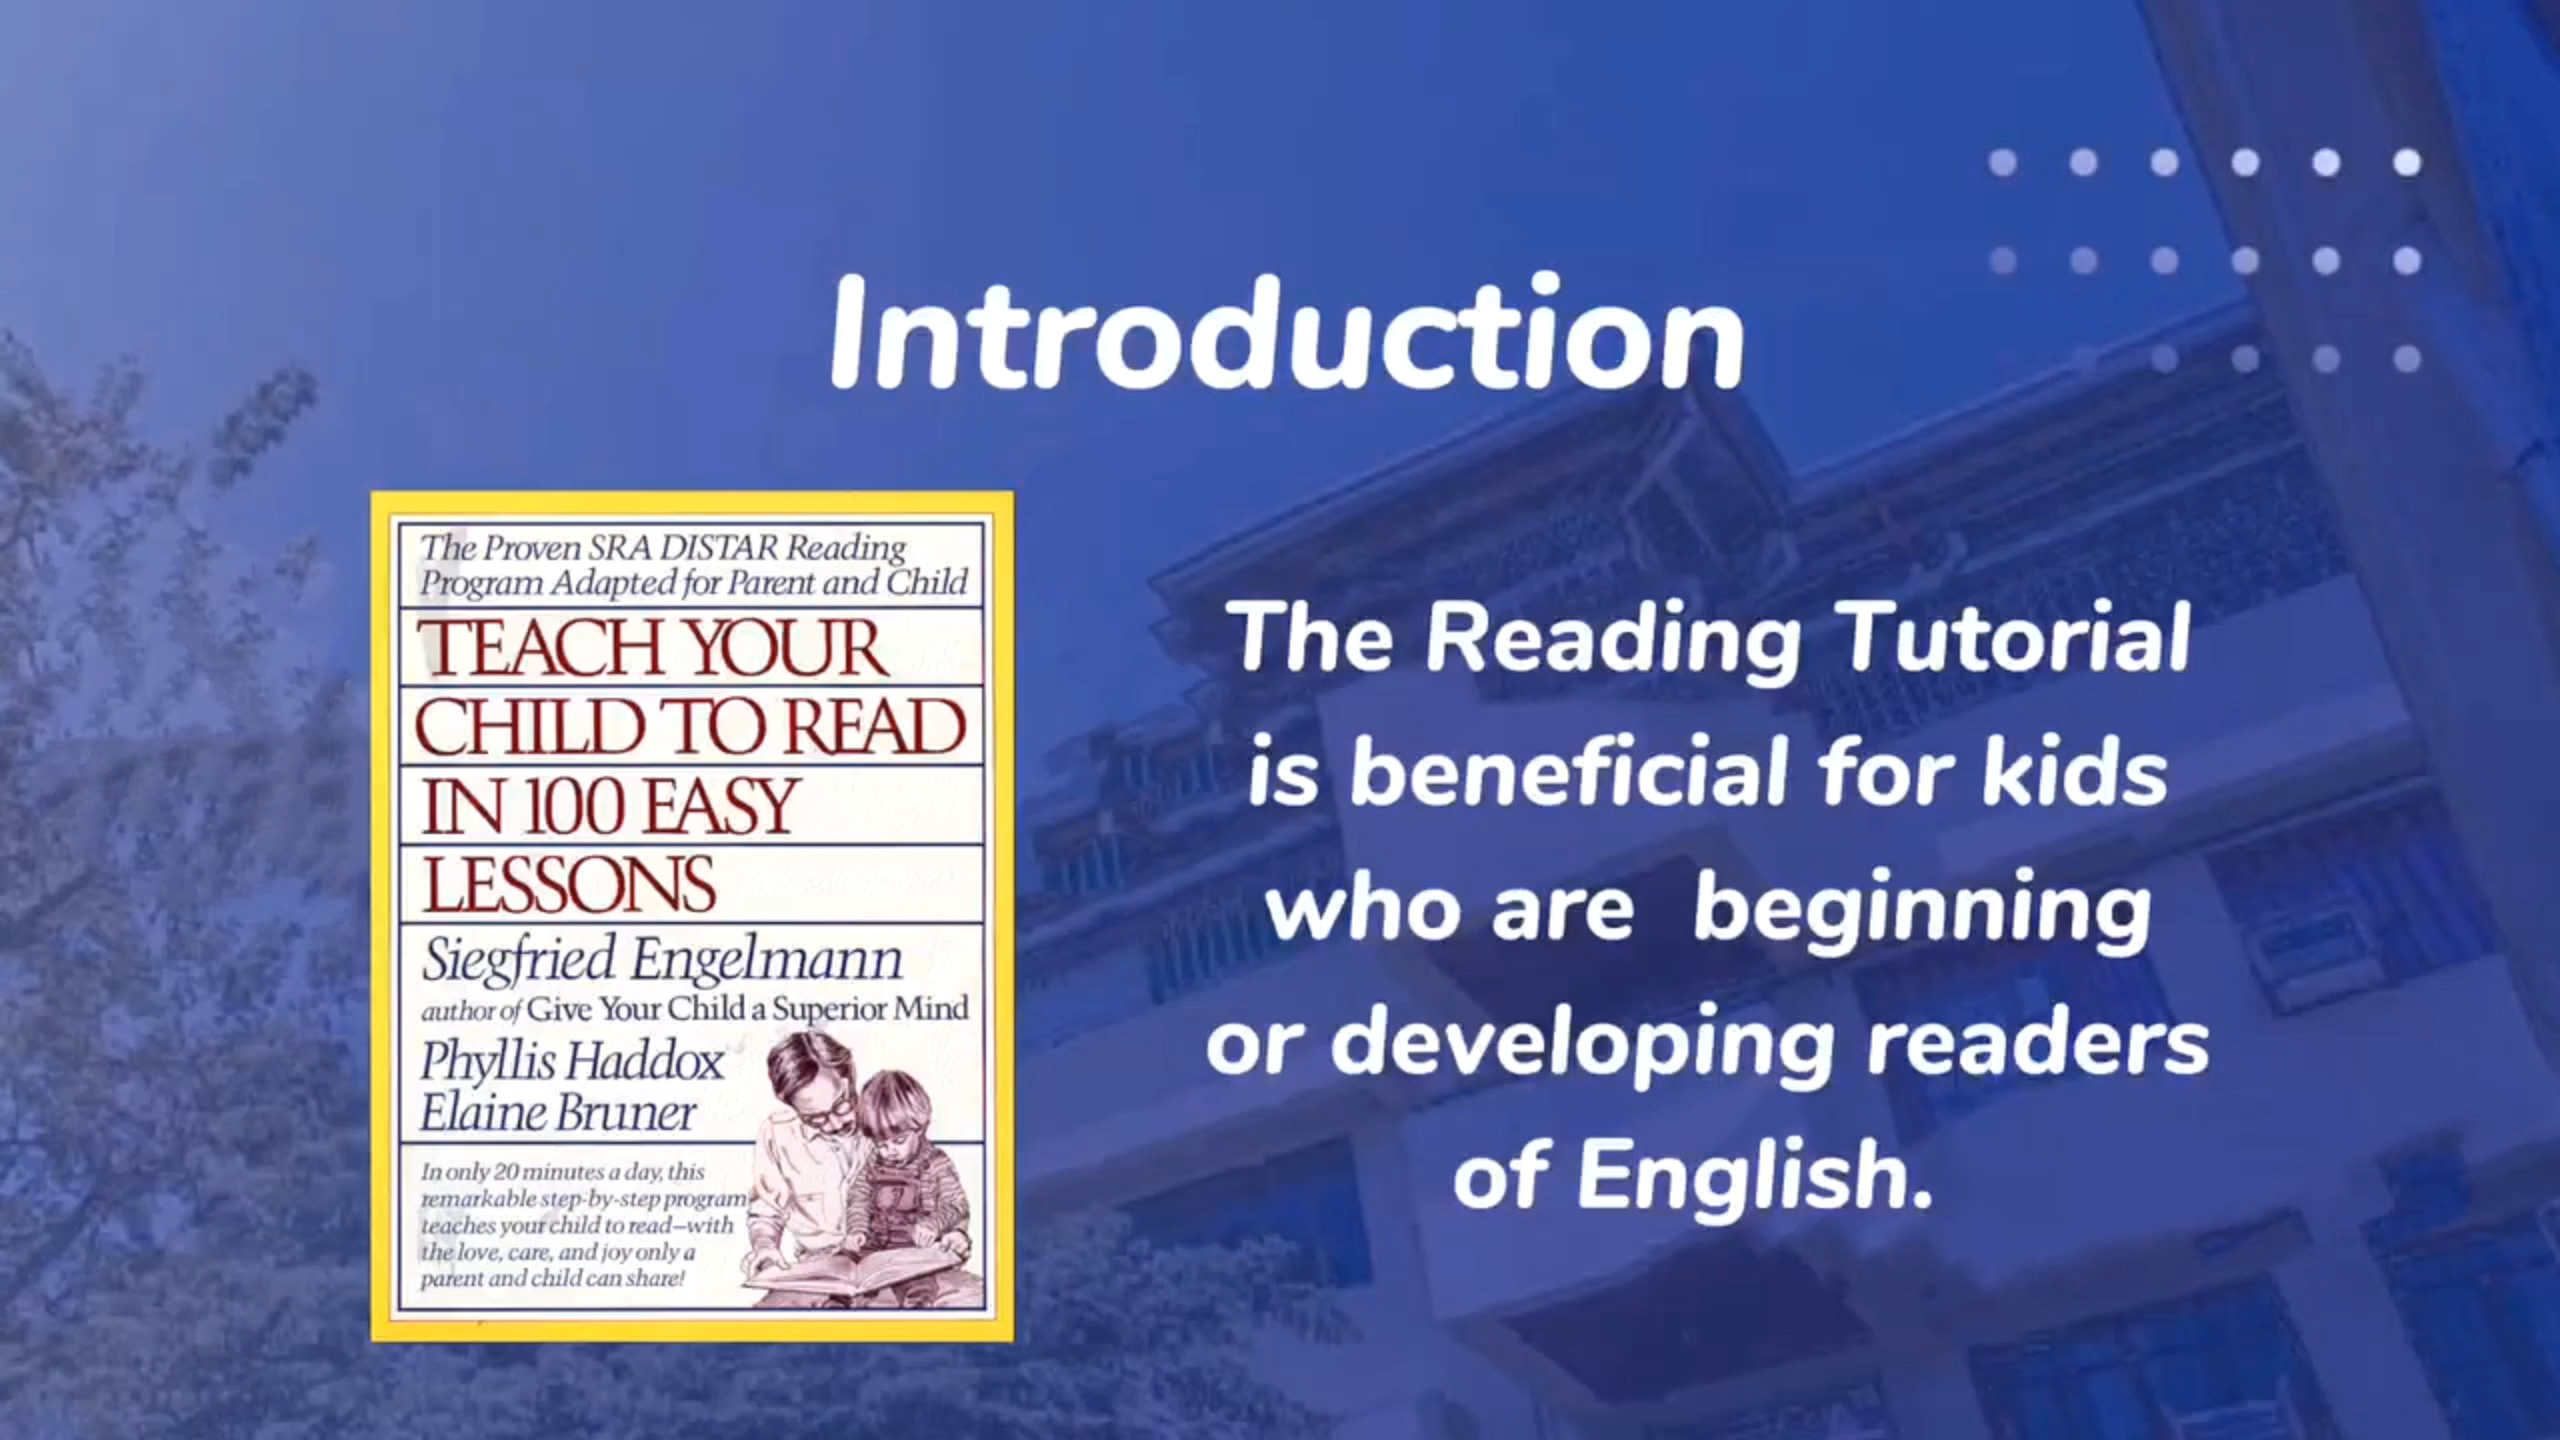 Introduction
The Proven SRA DISTAR Reading
Program Adapted for Parent and Child
TEACH YOUR
CHILD TO READ
IN 100 EASY
LESSONS
Siegfried Engelmann
author of Give Your Child a Superior Mind
Phyllis Haddox
Elaine Bruner
In only 20 minutes a day, this
remarkable step-by-step program
teaches your child to read—with
the love, care, and joy only a
parent and child can share!
The Reading Tutorial
is beneficial for kids
who are beginning
or developing readers
of English.